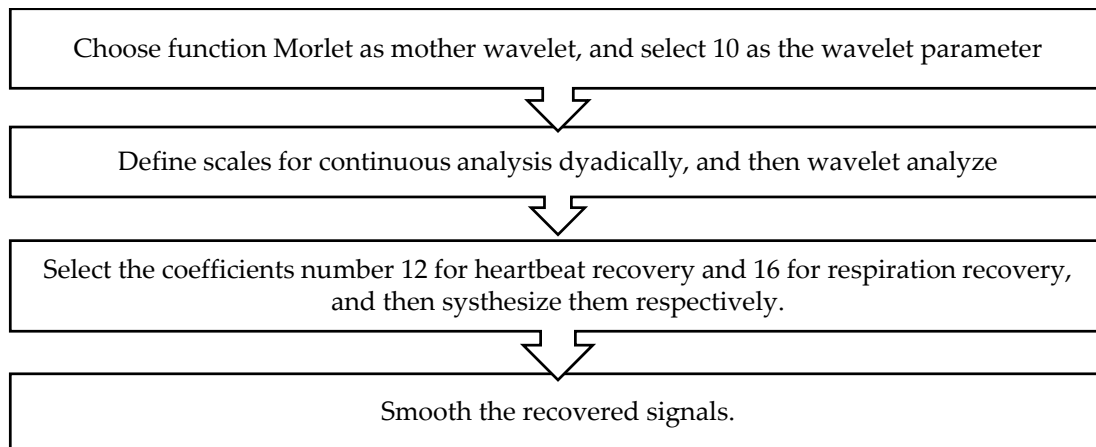 Choose function Morlet as mother wavelet, and select 10 as the wavelet parameter
Define scales for continuous analysis dyadically, and then wavelet analyze
Select the coefficients number 12 for heartbeat recovery and 16 for respiration recovery,
and then systhesize them respectively.
Smooth the recovered signals.